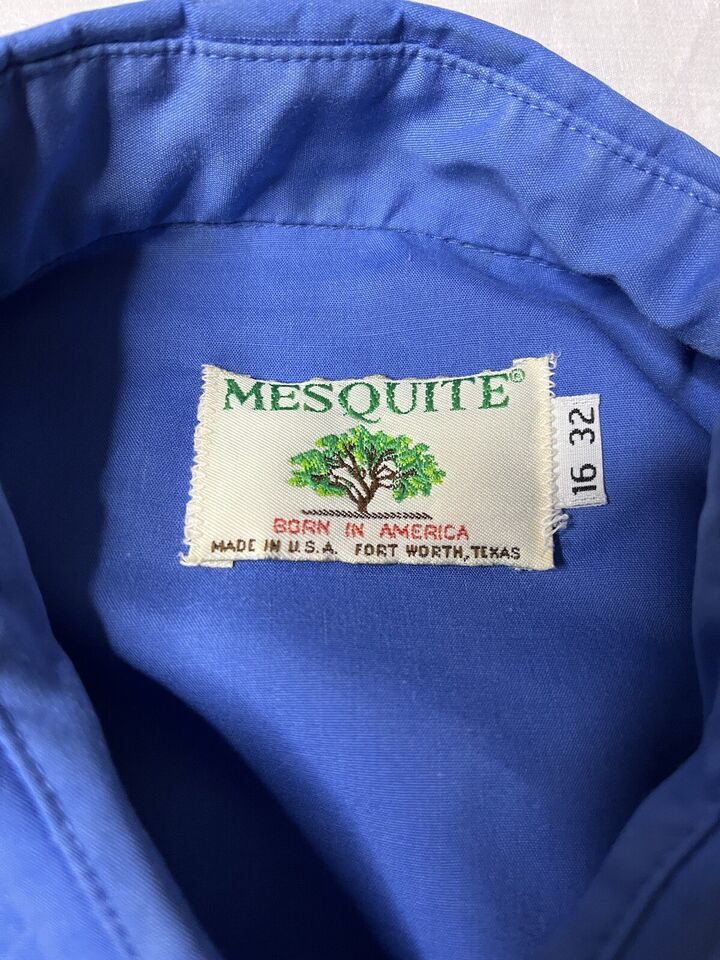 MESQUITE®
BORN IN AMERICA
MADE IN U.S.A. FORT WORTH, TEXAS
16 32